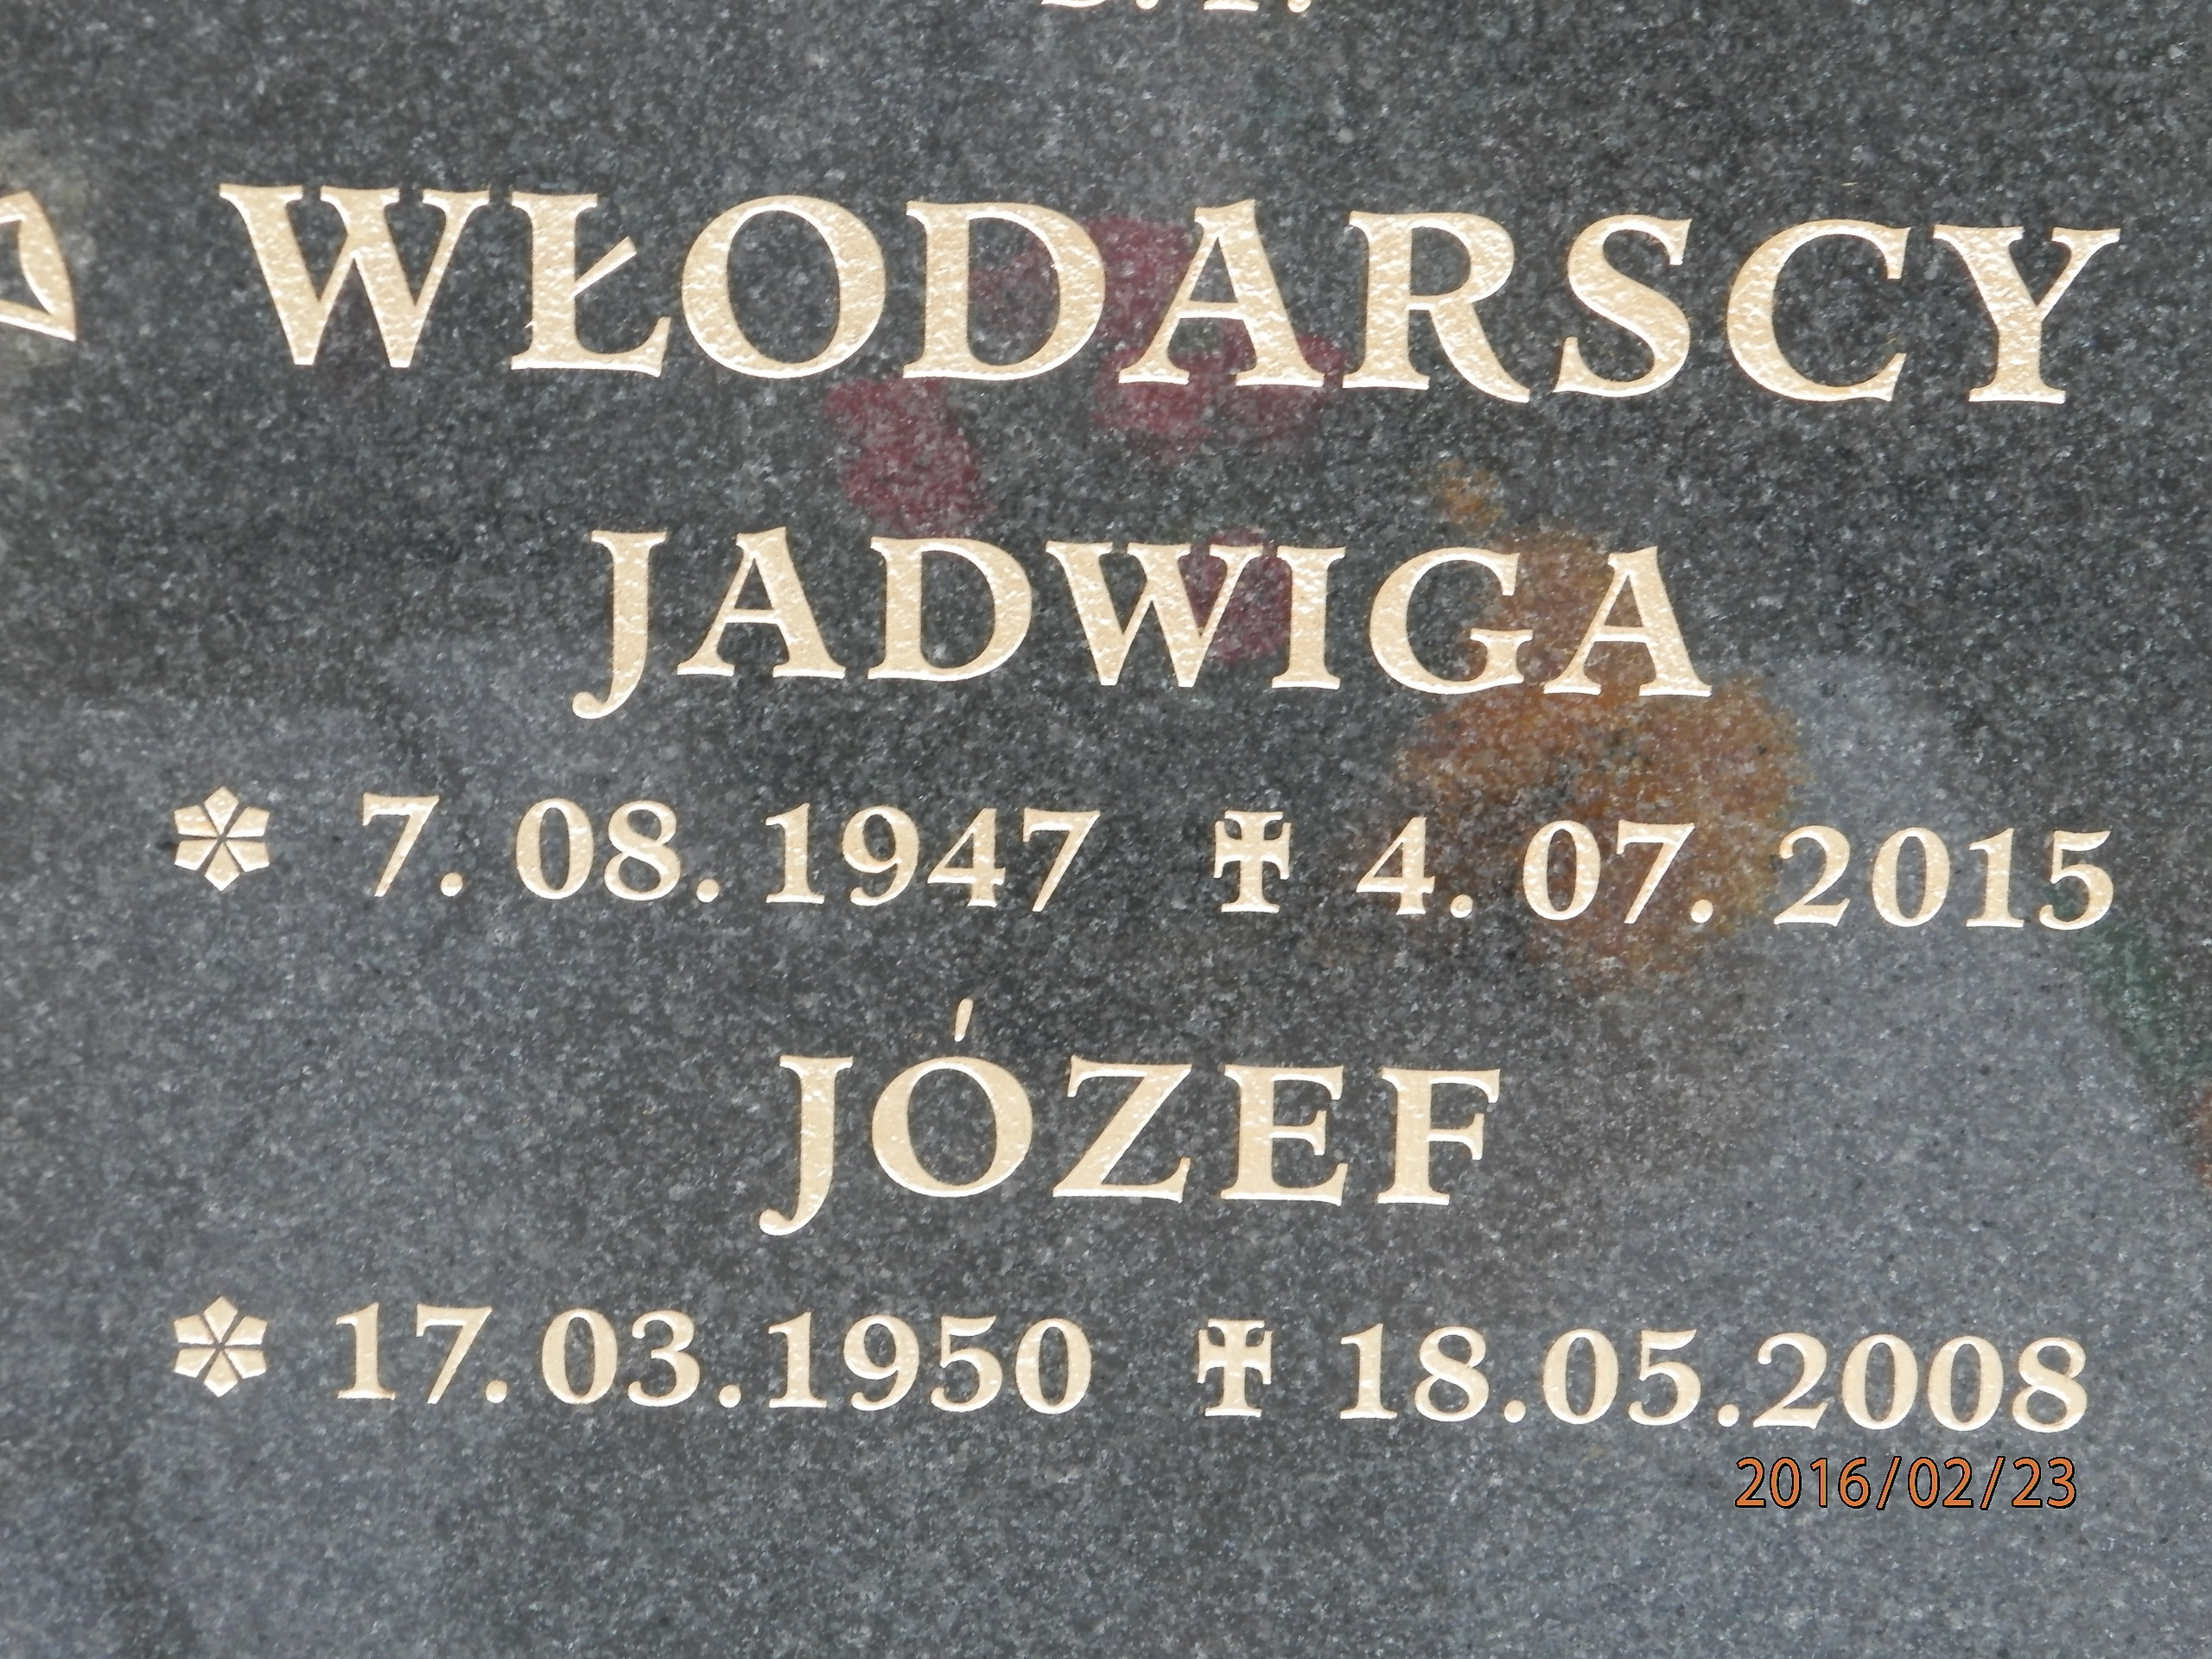 WŁODARSCY
JADWIGA
7. 08. 1947 ✠ 4. 07. 2015
JÓZEF
17.03.1950 ✠ 18.05.2008
2016/02/23